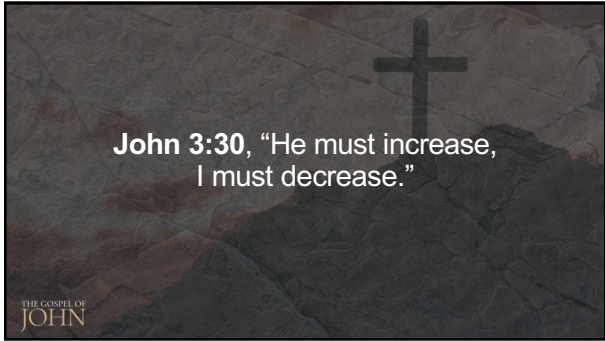 John 3:30, “He must increase,
I must decrease.”
THE GOSPEL OF
JOHN